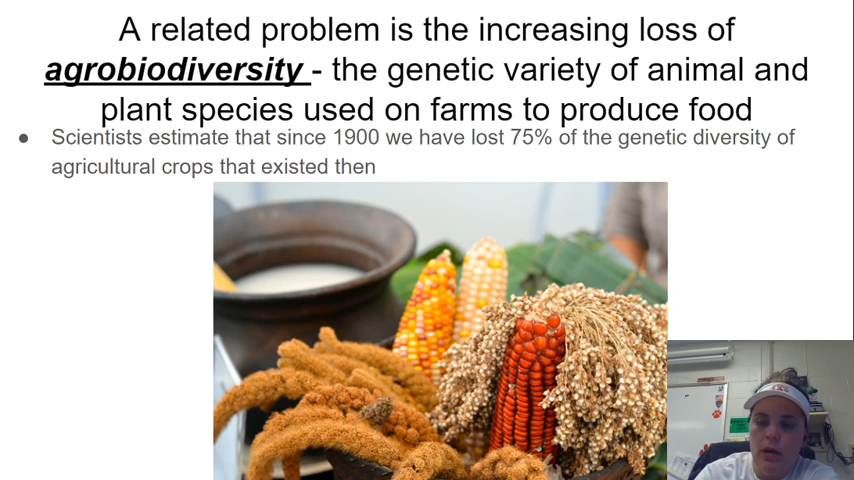 A related problem is the increasing loss of
agrobiodiversity - the genetic variety of animal and
plant species used on farms to produce food
● Scientists estimate that since 1900 we have lost 75% of the genetic diversity of
agricultural crops that existed then